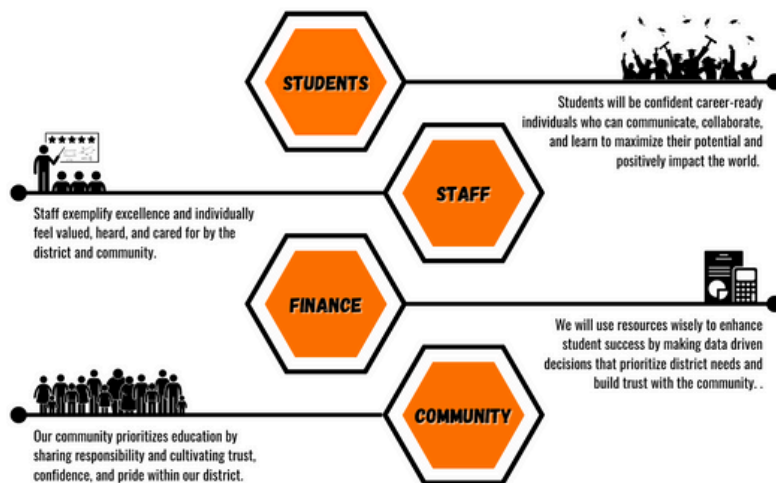 STUDENTS
Students will be confident career-ready
individuals who can communicate, collaborate,
and learn to maximize their potential and
positively impact the world.
STAFF
Staff exemplify excellence and individually
feel valued, heard, and cared for by the
district and community.
FINANCE
We will use resources wisely to enhance
student success by making data driven
decisions that prioritize district needs and
build trust with the community. .
COMMUNITY
Our community prioritizes education by
sharing responsibility and cultivating trust,
confidence, and pride within our district.